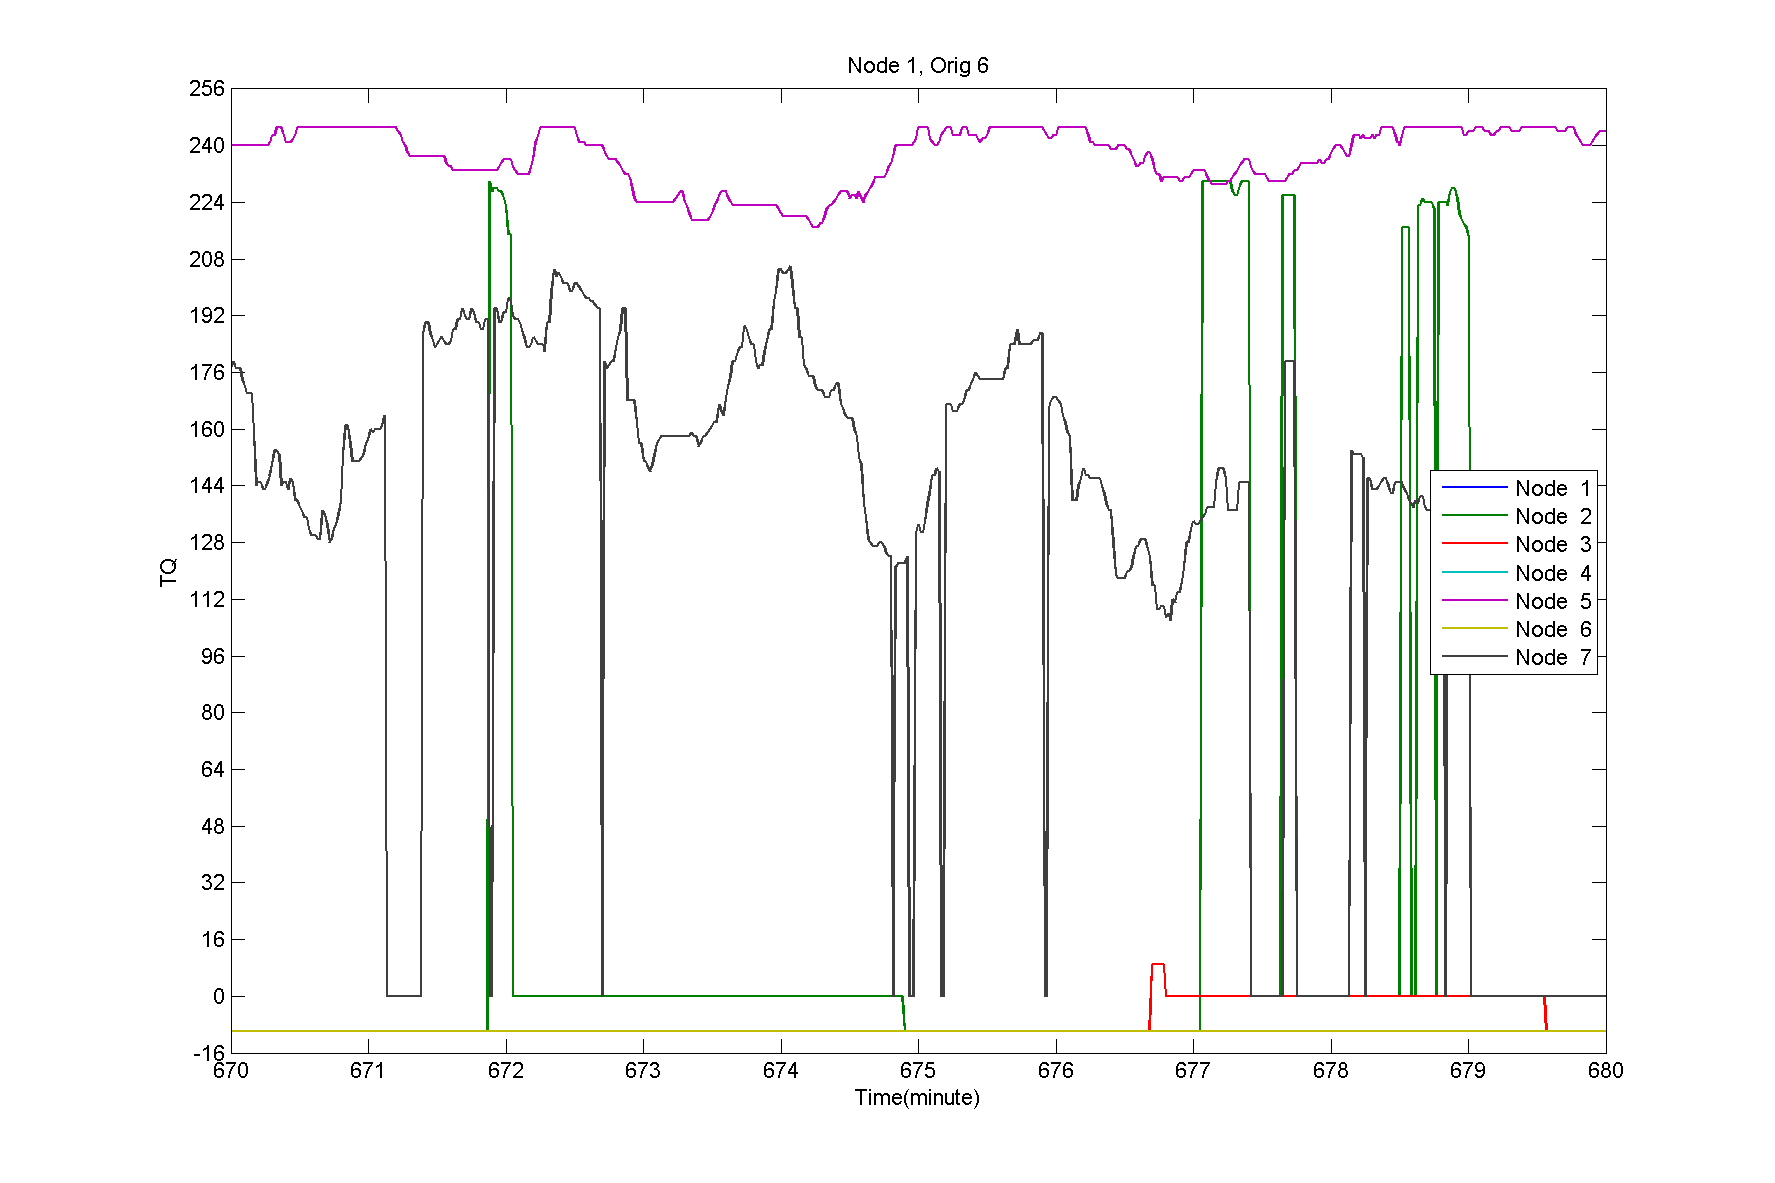 Node 1, Orig 6
256
240
224
208
192
176
160
144
128
112
96
80
64
48
32
16
0
-16
TQ
Node 1
Node 2
Node 3
Node 4
Node 5
Node 6
Node 7
670 671 672 673 674 675 676 677 678 679 680
Time(minute)